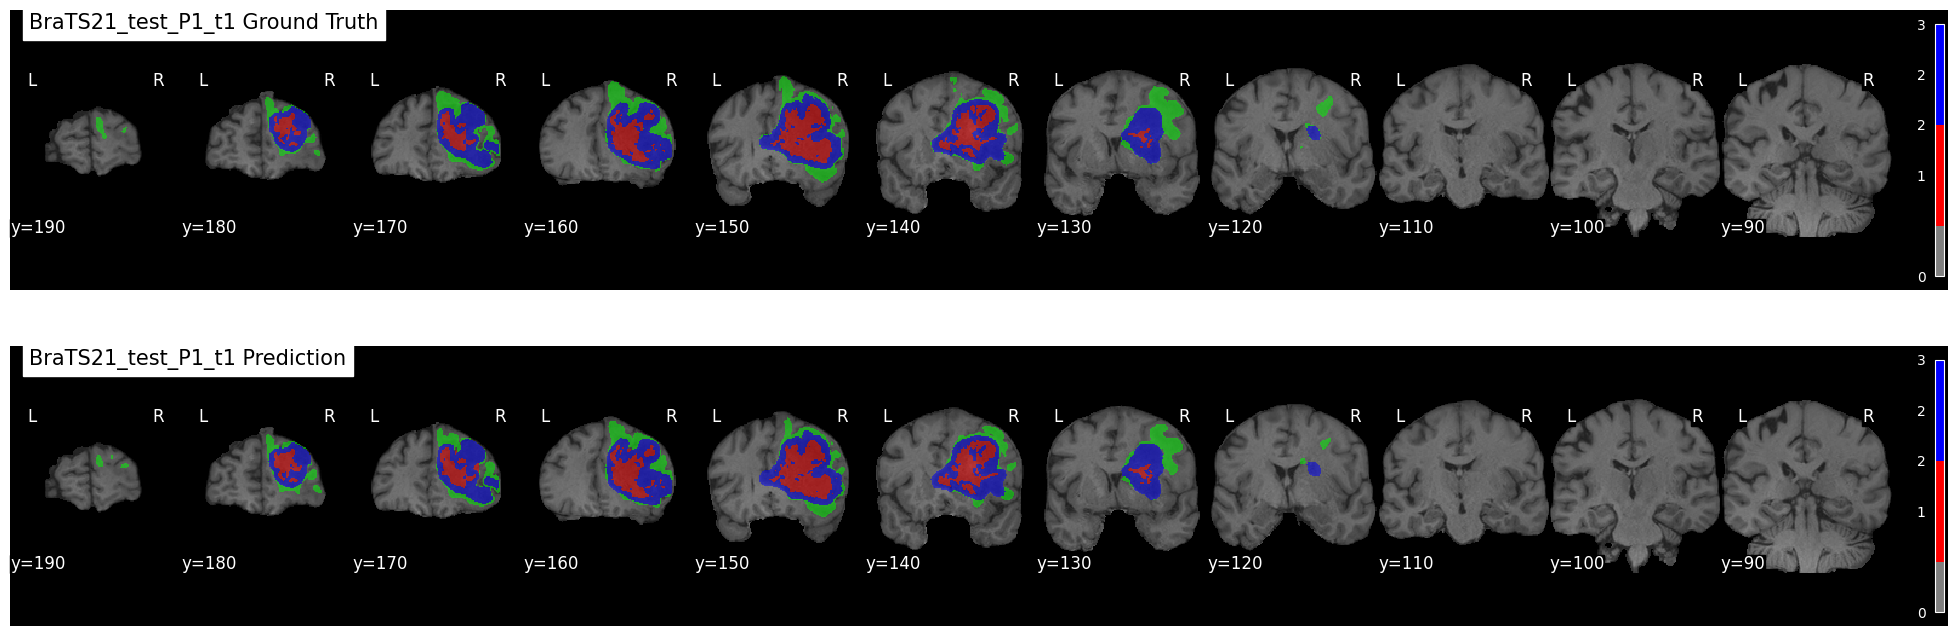 BraTS21_test_P1_t1 Ground Truth
3
L R L R L R L R L R L R L R L R L R L R L R
2
2
1
y=190 y=180 y=170 y=160 y=150 y=140 y=130 y=120 y=110 y=100 y=90
0
BraTS21_test_P1_t1 Prediction
3
L R L R L R L R L R L R L R L R L R L R L R
2
2
1
y=190 y=180 y=170 y=160 y=150 y=140 y=130 y=120 y=110 y=100 y=90
0